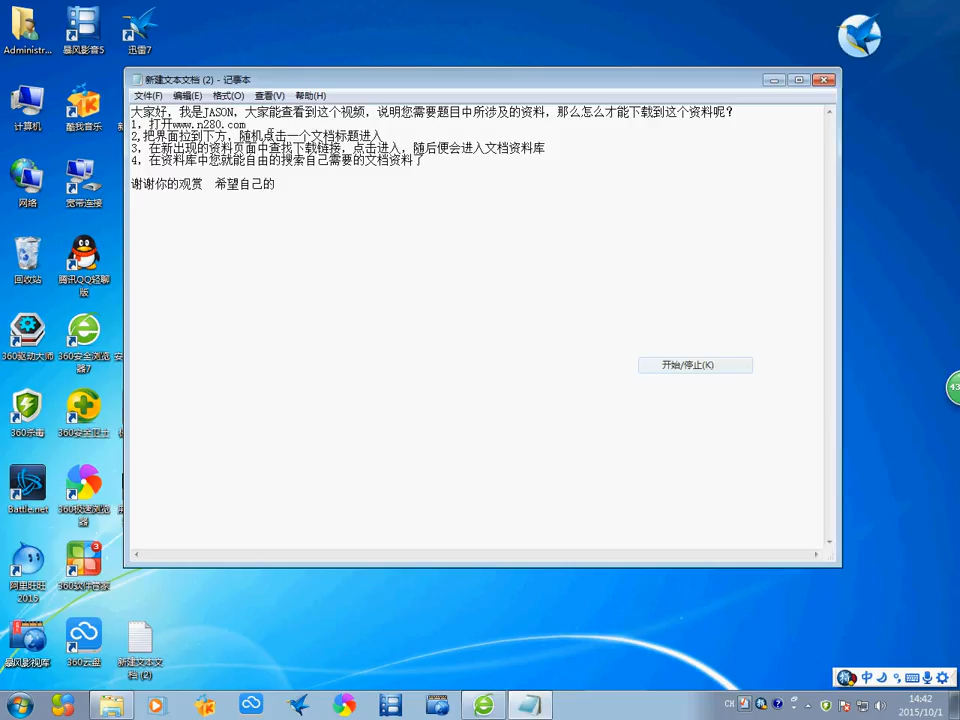 Administr...
暴风影音5
迅雷7
计算机
酷我音乐
网络
宽带连接
回收站
腾讯QQ轻聊版
360驱动大师
360安全浏览器7
360杀毒
360安全卫士
Battle.net
360极速浏览器
阿里旺旺2015
360软件管家
暴风影视库
360云盘
新建文本文档 (2)
新建文本文档 (2) - 记事本
文件(F) 编辑(E) 格式(O) 查看(V) 帮助(H)
大家好，我是JASON，大家能查看到这个视频，说明您需要题目中所涉及的资料，那么怎么才能下载到这个资料呢？
1，打开www.n280.com
2,把界面拉到下方，随机点击一个文档标题进入
3，在新出现的资料页面中查找下载链接，点击进入，随后便会进入文档资料库
4，在资料库中您就能自由的搜索自己需要的文档资料了
谢谢你的观赏　希望自己的
开始/停止(K)
43
中
CH
14:42
2015/10/1